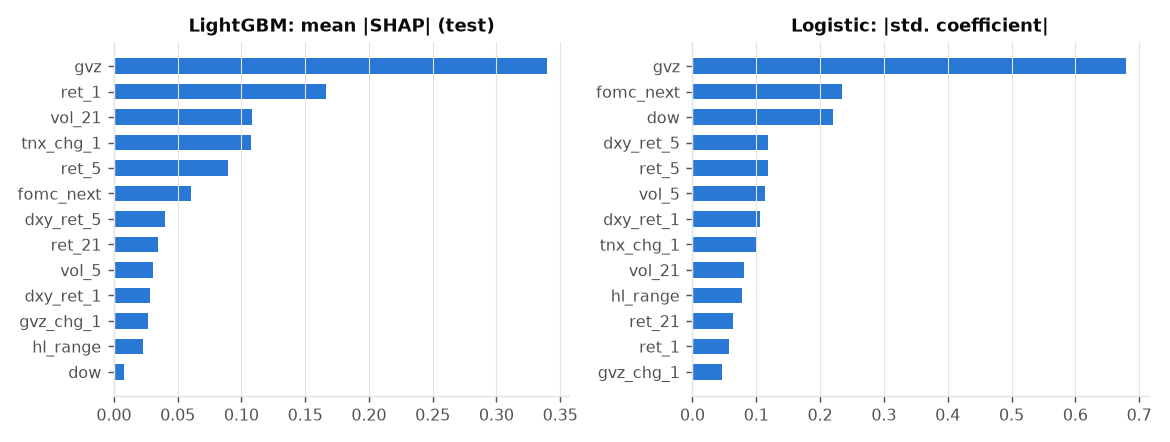 LightGBM: mean |SHAP| (test)
gvz
ret_1
vol_21
tnx_chg_1
ret_5
fomc_next
dxy_ret_5
ret_21
vol_5
dxy_ret_1
gvz_chg_1
hl_range
dow
0.00 0.05 0.10 0.15 0.20 0.25 0.30 0.35
Logistic: |std. coefficient|
gvz
fomc_next
dow
dxy_ret_5
ret_5
vol_5
dxy_ret_1
tnx_chg_1
vol_21
hl_range
ret_21
ret_1
gvz_chg_1
0.0 0.1 0.2 0.3 0.4 0.5 0.6 0.7